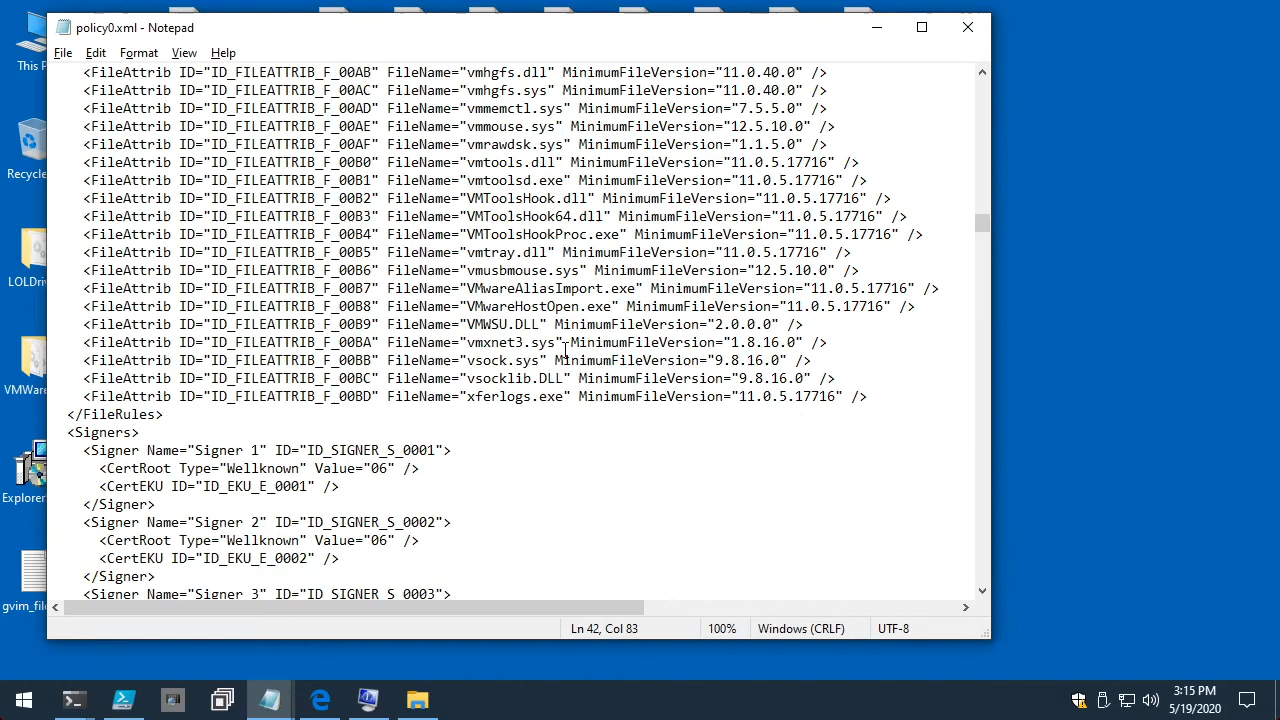 policy0.xml - Notepad
File Edit Format View Help
<FileAttrib ID="ID_FILEATTRIB_F_00AB" FileName="vmhgfs.dll" MinimumFileVersion="11.0.40.0" />
<FileAttrib ID="ID_FILEATTRIB_F_00AC" FileName="vmhgfs.sys" MinimumFileVersion="11.0.40.0" />
<FileAttrib ID="ID_FILEATTRIB_F_00AD" FileName="vmmemctl.sys" MinimumFileVersion="7.5.5.0" />
<FileAttrib ID="ID_FILEATTRIB_F_00AE" FileName="vmmouse.sys" MinimumFileVersion="12.5.10.0" />
<FileAttrib ID="ID_FILEATTRIB_F_00AF" FileName="vmrawdsk.sys" MinimumFileVersion="1.1.5.0" />
<FileAttrib ID="ID_FILEATTRIB_F_00B0" FileName="vmtools.dll" MinimumFileVersion="11.0.5.17716" />
<FileAttrib ID="ID_FILEATTRIB_F_00B1" FileName="vmtoolsd.exe" MinimumFileVersion="11.0.5.17716" />
<FileAttrib ID="ID_FILEATTRIB_F_00B2" FileName="VMToolsHook.dll" MinimumFileVersion="11.0.5.17716" />
<FileAttrib ID="ID_FILEATTRIB_F_00B3" FileName="VMToolsHook64.dll" MinimumFileVersion="11.0.5.17716" />
<FileAttrib ID="ID_FILEATTRIB_F_00B4" FileName="VMToolsHookProc.exe" MinimumFileVersion="11.0.5.17716" />
<FileAttrib ID="ID_FILEATTRIB_F_00B5" FileName="vmtray.dll" MinimumFileVersion="11.0.5.17716" />
<FileAttrib ID="ID_FILEATTRIB_F_00B6" FileName="vmusbmouse.sys" MinimumFileVersion="12.5.10.0" />
<FileAttrib ID="ID_FILEATTRIB_F_00B7" FileName="VMwareAliasImport.exe" MinimumFileVersion="11.0.5.17716" />
<FileAttrib ID="ID_FILEATTRIB_F_00B8" FileName="VMwareHostOpen.exe" MinimumFileVersion="11.0.5.17716" />
<FileAttrib ID="ID_FILEATTRIB_F_00B9" FileName="VMWSU.DLL" MinimumFileVersion="2.0.0.0" />
<FileAttrib ID="ID_FILEATTRIB_F_00BA" FileName="vmxnet3.sys" MinimumFileVersion="1.8.16.0" />
<FileAttrib ID="ID_FILEATTRIB_F_00BB" FileName="vsock.sys" MinimumFileVersion="9.8.16.0" />
<FileAttrib ID="ID_FILEATTRIB_F_00BC" FileName="vsocklib.DLL" MinimumFileVersion="9.8.16.0" />
<FileAttrib ID="ID_FILEATTRIB_F_00BD" FileName="xferlogs.exe" MinimumFileVersion="11.0.5.17716" />
</FileRules>
<Signers>
<Signer Name="Signer 1" ID="ID_SIGNER_S_0001">
<CertRoot Type="Wellknown" Value="06" />
<CertEKU ID="ID_EKU_E_0001" />
</Signer>
<Signer Name="Signer 2" ID="ID_SIGNER_S_0002">
<CertRoot Type="Wellknown" Value="06" />
<CertEKU ID="ID_EKU_E_0002" />
</Signer>
<Signer Name="Signer 3" ID="ID_SIGNER_S_0003">
Ln 42, Col 83 100% Windows (CRLF) UTF-8
This P
Recycle
LOLDri
VMWar
Explorer
gvim_fil
3:15 PM
5/19/2020